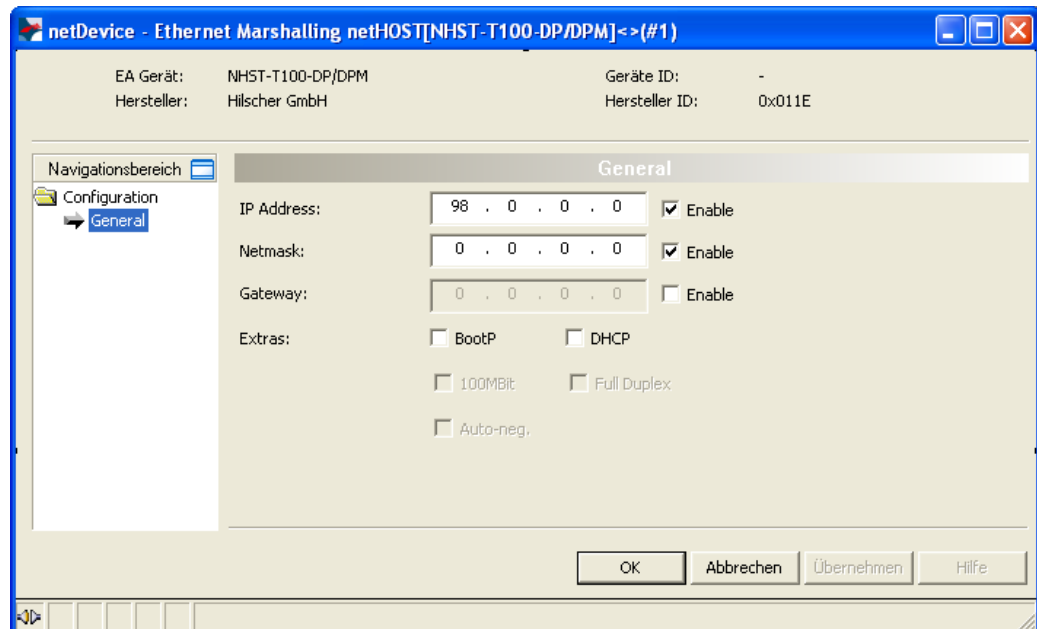 netDevice - Ethernet Marshalling netHOST[NHST-T100-DP/DPM]<>(#1)
EA Gerät: NHST-T100-DP/DPM Geräte ID: -
Hersteller: Hilscher GmbH Hersteller ID: 0x011E
Navigationsbereich
General
Configuration
General
IP Address: 98 . 0 . 0 . 0 Enable
Netmask: 0 . 0 . 0 . 0 Enable
Gateway: 0 . 0 . 0 . 0 Enable
Extras: BootP DHCP
100MBit Full Duplex
Auto-neg.
OK Abbrechen Übernehmen Hilfe